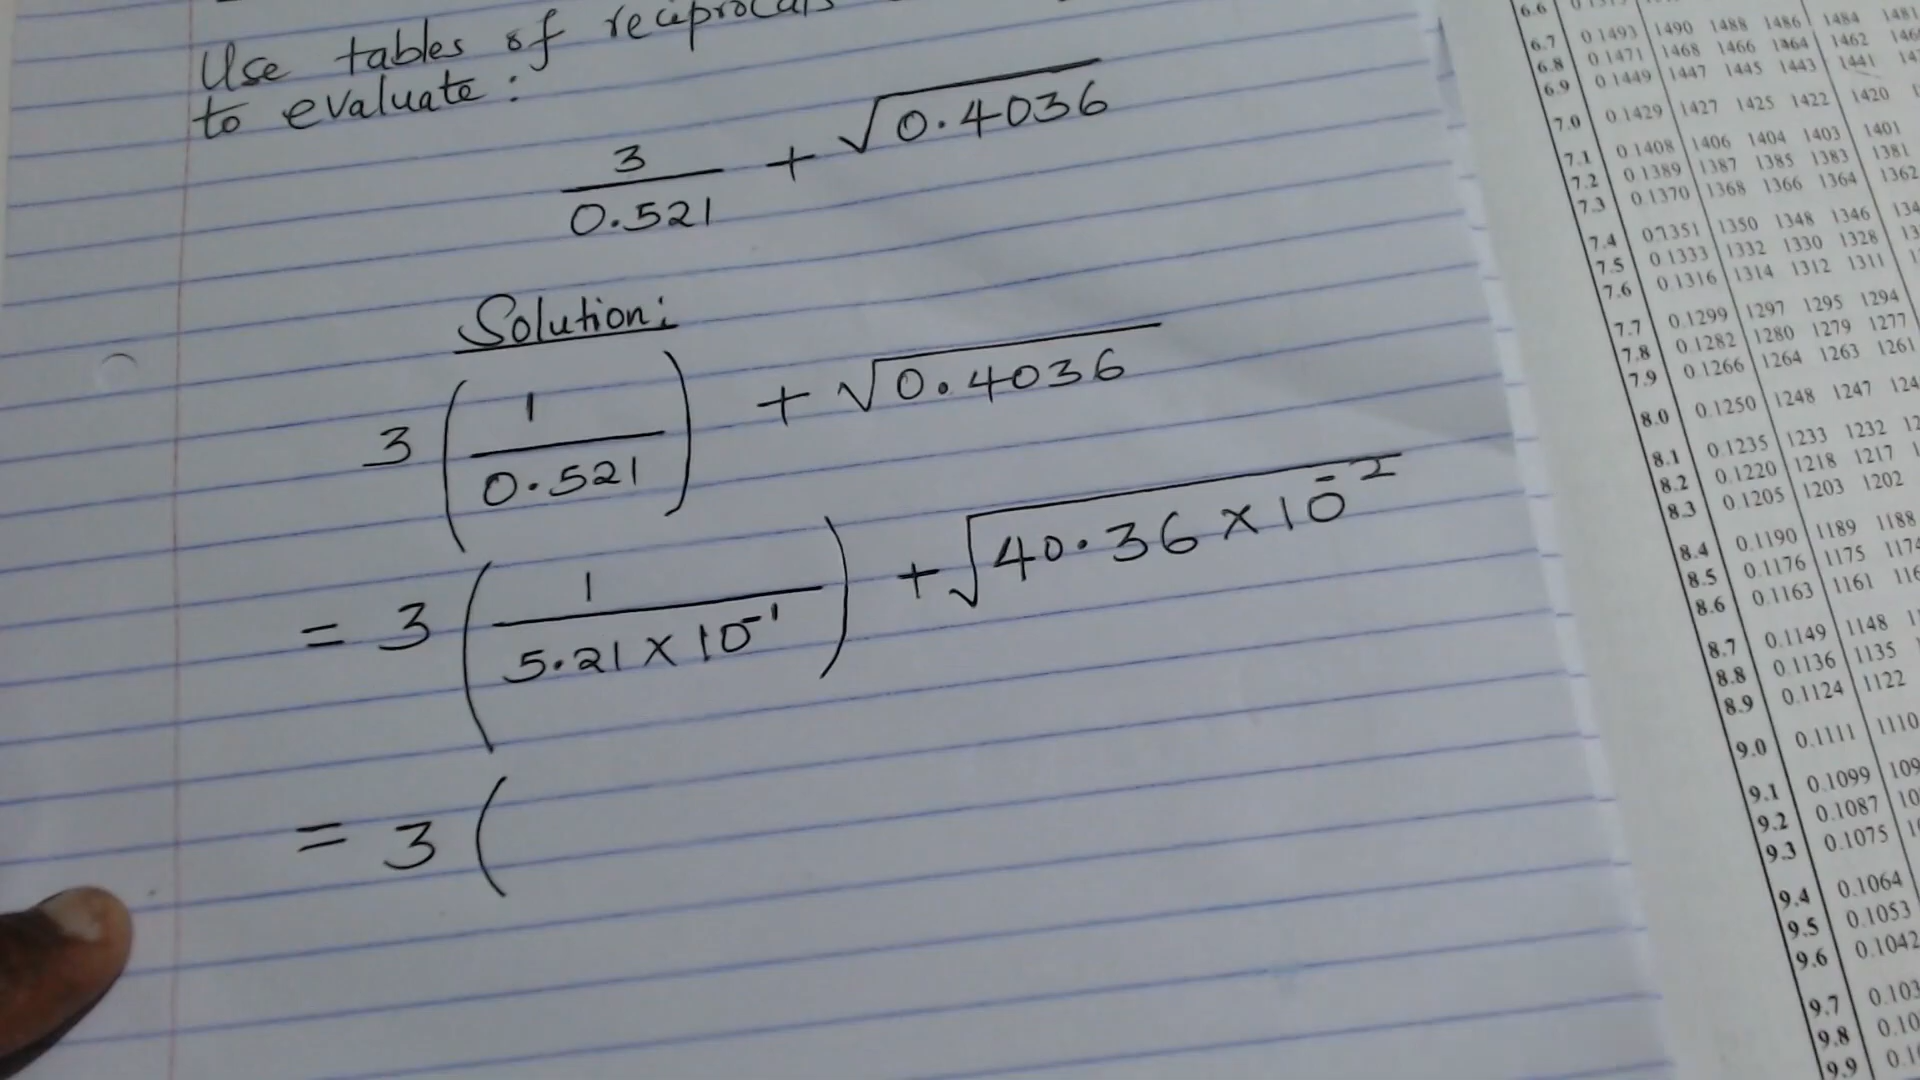 Use tables of reciprocals
to evaluate:
3/0.521 + √0.4036
Solution:
3(1/0.521) + √0.4036
= 3(1/5.21 × 10⁻¹) + √40.36 × 10⁻²
= 3(
6.6
6.7 0 1493 1490 1488 1486 1484 1481
6.8 0 1471 1468 1466 1464 1462
6.9 0 1449 1447 1445 1443 1441
7.0 0.1429 1427 1425 1422 1420
7.1 0 1408 1406 1404 1403 1401
7.2 0 1389 1387 1385 1383 1381
7.3 0.1370 1368 1366 1364 1362
7.4 0.1351 1350 1348 1346
7.5 0 1333 1332 1330 1328
7.6 0.1316 1314 1312 1311
7.7 0.1299 1297 1295 1294
7.8 0.1282 1280 1279 1277
7.9 0.1266 1264 1263 1261
8.0 0.1250 1248 1247
8.1 0.1235 1233 1232
8.2 0.1220 1218 1217
8.3 0.1205 1203 1202
8.4 0.1190 1189 1188
8.5 0.1176 1175 1174
8.6 0.1163 1161
8.7 0.1149 1148
8.8 0.1136 1135
8.9 0.1124 1122
9.0 0.1111 1110
9.1 0.1099
9.2 0.1087
9.3 0.1075
9.4 0.1064
9.5 0.1053
9.6 0.1042
9.7
9.8
9.9